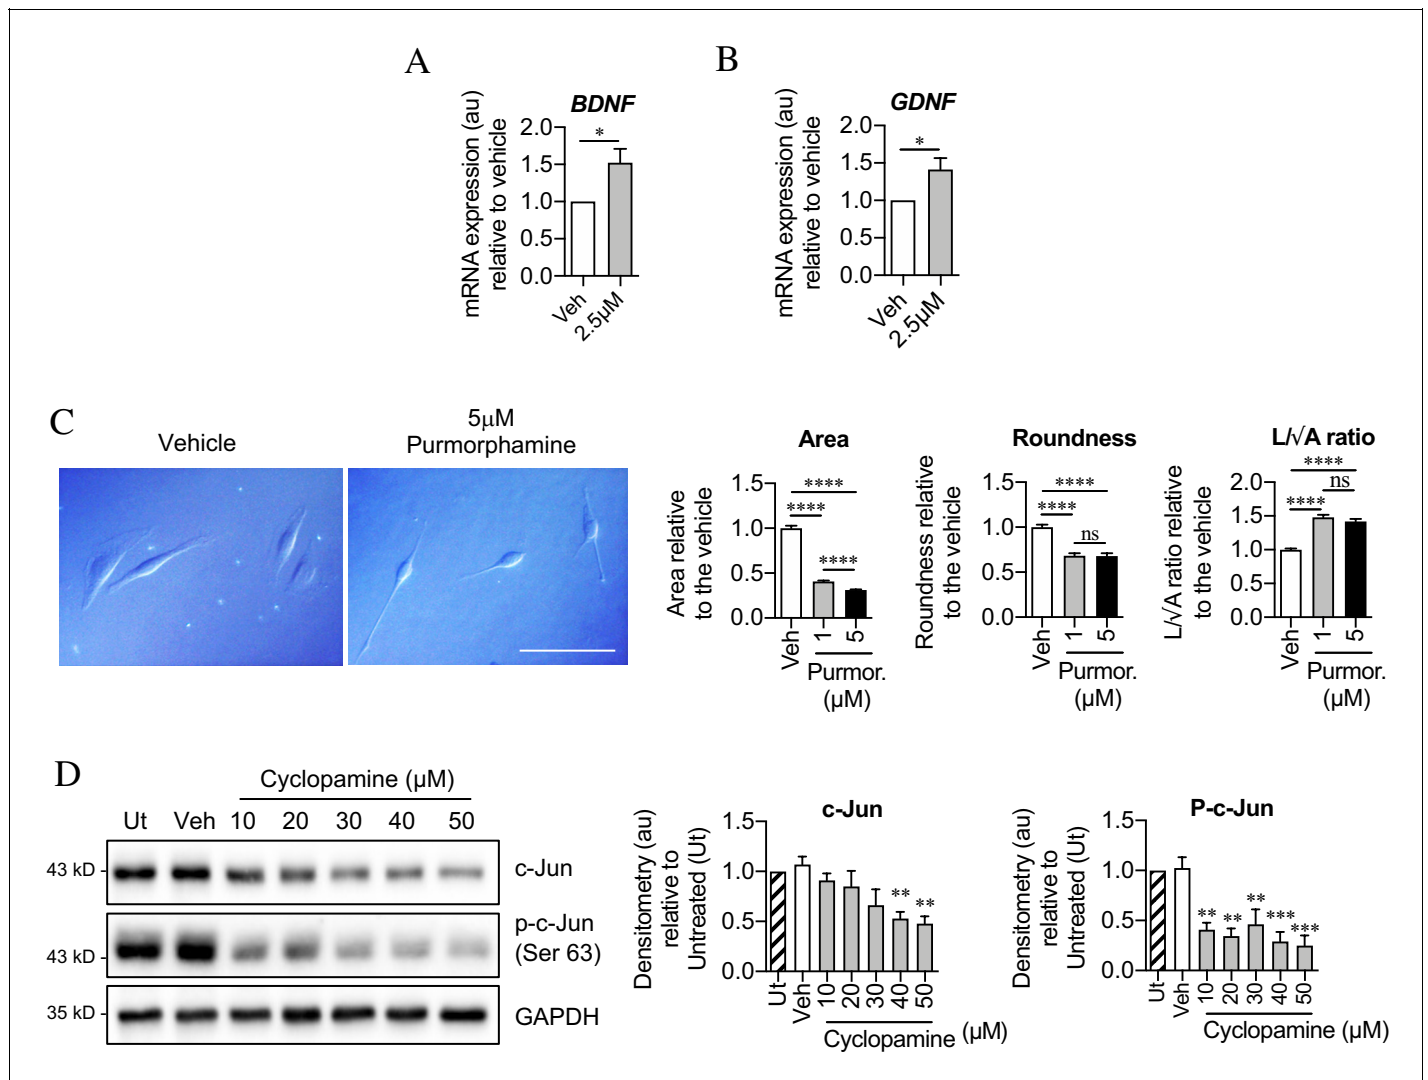 A
BDNF
mRNA expression (au)
relative to vehicle
2.0
1.5
1.0
0.5
0.0
*
Veh
2.5μM
B
GDNF
mRNA expression (au)
relative to vehicle
2.0
1.5
1.0
0.5
0.0
*
Veh
2.5μM
C
Vehicle
5μM
Purmorphamine
Area
Area relative
to the vehicle
1.5
1.0
0.5
0.0
****
****
****
Veh
1
5
Purmor.
(μM)
Roundness
Roundness relative
to the vehicle
1.5
1.0
0.5
0.0
****
****
ns
Veh
1
5
Purmor.
(μM)
L/√A ratio
L/√A ratio relative
to the vehicle
2.0
1.5
1.0
0.5
0.0
****
ns
****
Veh
1
5
Purmor.
(μM)
D
Cyclopamine (μM)
Ut Veh 10 20 30 40 50
43 kD
c-Jun
43 kD
p-c-Jun
(Ser 63)
35 kD
GAPDH
c-Jun
Densitometry (au)
relative to
Untreated (Ut)
1.5
1.0
0.5
0.0
** **
Ut
Veh
10
20
30
40
50
Cyclopamine (μM)
P-c-Jun
Densitometry (au)
relative to
Untreated (Ut)
1.5
1.0
0.5
0.0
** ** ** *** ***
Ut
Veh
10
20
30
40
50
Cyclopamine (μM)